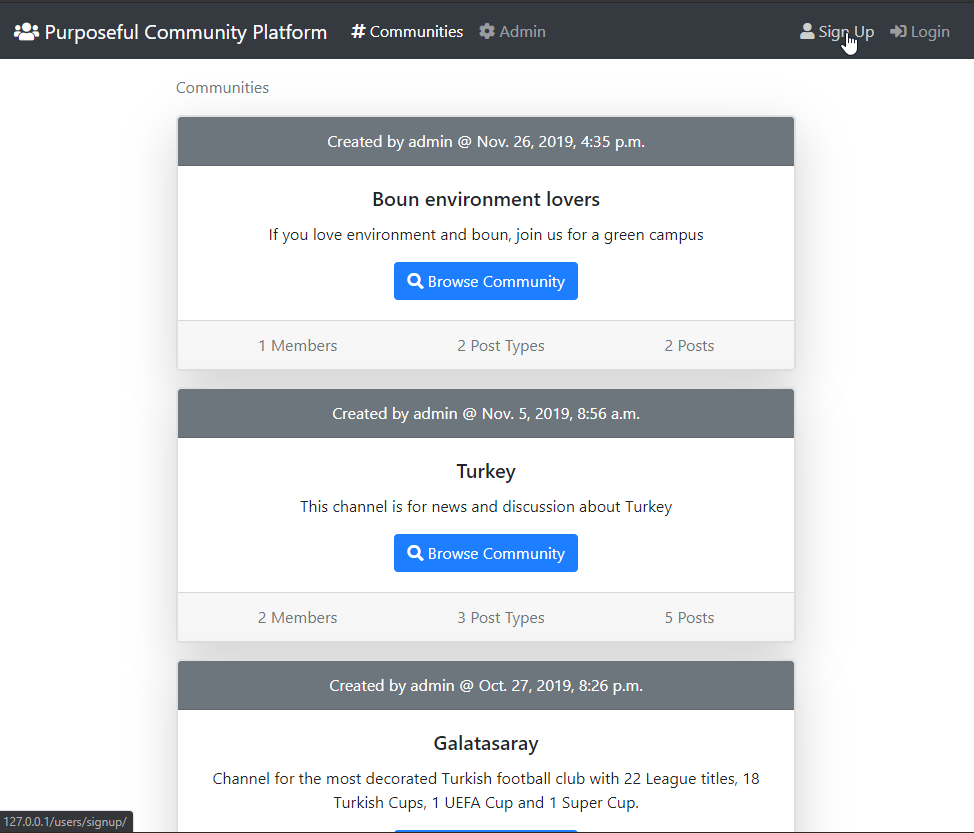 Purposeful Community Platform # Communities Admin Sign Up Login
Communities
Created by admin @ Nov. 26, 2019, 4:35 p.m.
Boun environment lovers
If you love environment and boun, join us for a green campus
Browse Community
1 Members 2 Post Types 2 Posts
Created by admin @ Nov. 5, 2019, 8:56 a.m.
Turkey
This channel is for news and discussion about Turkey
Browse Community
2 Members 3 Post Types 5 Posts
Created by admin @ Oct. 27, 2019, 8:26 p.m.
Galatasaray
Channel for the most decorated Turkish football club with 22 League titles, 18
Turkish Cups, 1 UEFA Cup and 1 Super Cup.
127.0.0.1/users/signup/